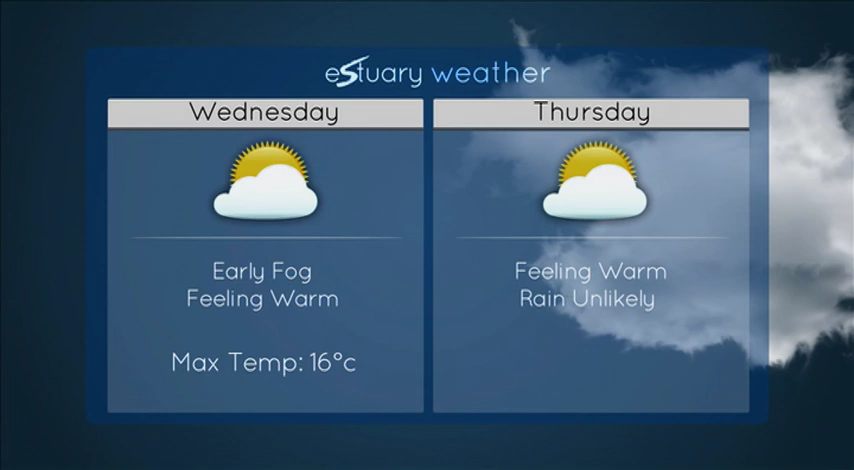 eStuary weather
Wednesday
Early Fog
Feeling Warm
Max Temp: 16°c
Thursday
Feeling Warm
Rain Unlikely